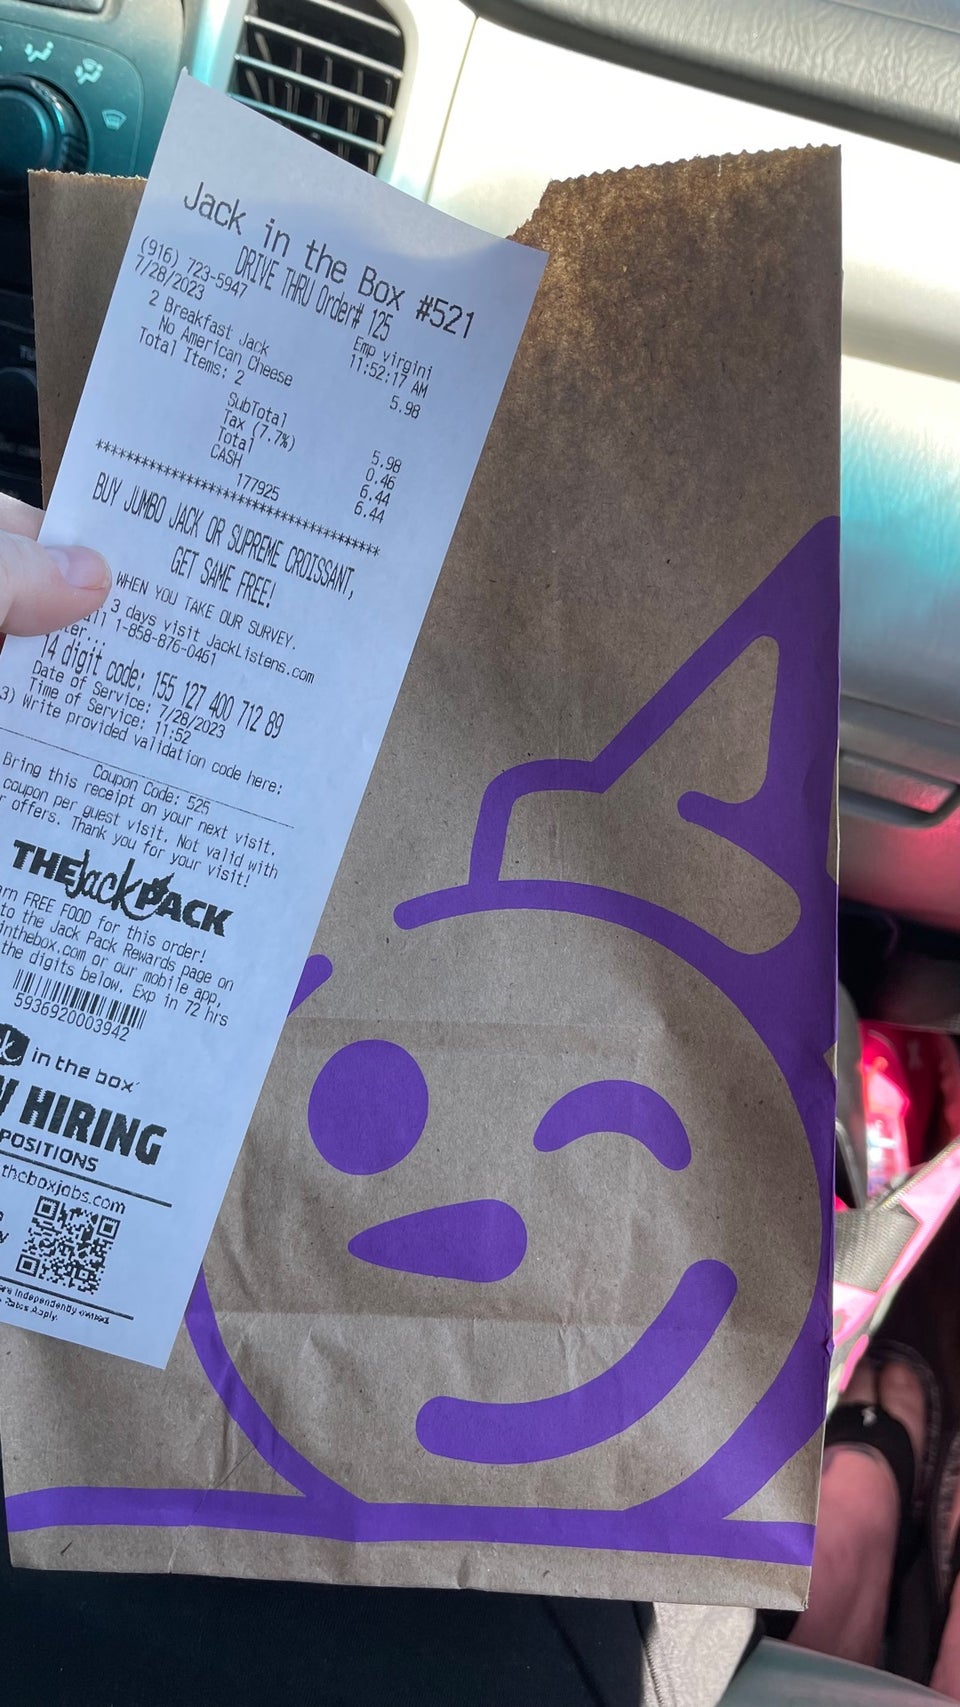 Jack in the Box #521
DRIVE THRU Order# 125
(916) 723-5947 Emp virgini
7/28/2023 11:52:17 AM
2 Breakfast Jack 5.98
No American Cheese
Total Items: 2
SubTotal 5.98
Tax (7.7%) 0.46
Total 6.44
CASH 6.44
177925
****************************************
BUY JUMBO JACK OR SUPREME CROISSANT,
GET SAME FREE!
WHEN YOU TAKE OUR SURVEY.
3 days visit JackListens.com
1-858-876-0461
14 digit code: 155 127 400 712 89
Date of Service: 7/28/2023
Time of Service: 11:52
3) Write provided validation code here:
Coupon Code: 525
Bring this receipt on your next visit.
coupon per guest visit. Not valid with
offers. Thank you for your visit!
THE Jack PACK
FREE FOOD for this order!
to the Jack Pack Rewards page on
inthebox.com or our mobile app,
the digits below. Exp in 72 hrs
5936920003942
in the box
HIRING
POSITIONS
theboxjobs.com
independently owned
Rates Apply.